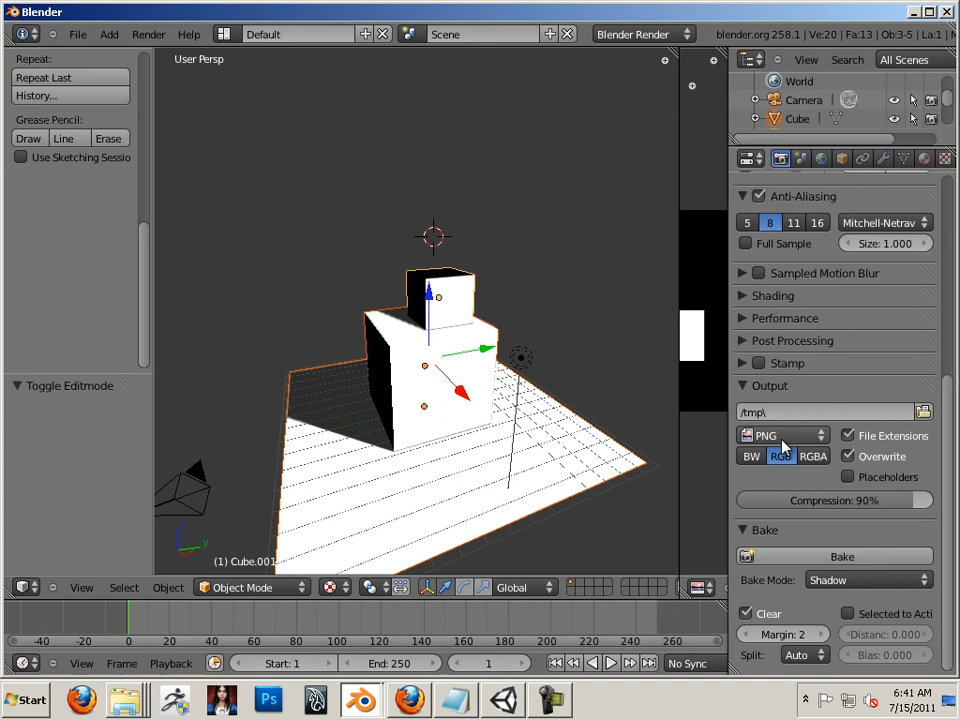 Blender
File Add Render Help Default Scene Blender Render blender.org 258.1 | Ve:20 | Fa:13 | Ob:3-5 | La:1 |
Repeat:
Repeat Last
History...
Grease Pencil:
Draw Line Erase
Use Sketching Sessio
Toggle Editmode
User Persp
(1) Cube.001
View Search All Scenes
World
Camera
Cube
Anti-Aliasing
5 8 11 16 Mitchell-Netrav
Full Sample Size: 1.000
Sampled Motion Blur
Shading
Performance
Post Processing
Stamp
Output
/tmp\
PNG File Extensions
BW RGB RGBA Overwrite
Placeholders
Compression: 90%
Bake
Bake
Bake Mode: Shadow
Clear Selected to Acti
Margin: 2 Distanc: 0.000
Split: Auto Bias: 0.000
z y
View Select Object Object Mode Global
-40 -20 0 20 40 60 80 100 120 140 160 180 200 220 240 260
View Frame Playback Start: 1 End: 250 1 No Sync
Start Ps 6:41 AM
7/15/2011